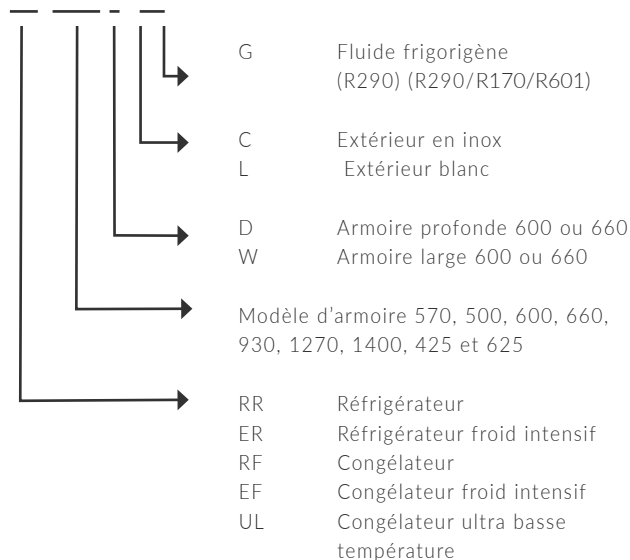 G Fluide frigorigène
(R290) (R290/R170/R601)
C Extérieur en inox
L Extérieur blanc
D Armoire profonde 600 ou 660
W Armoire large 600 ou 660
Modèle d’armoire 570, 500, 600, 660,
930, 1270, 1400, 425 et 625
RR Réfrigérateur
ER Réfrigérateur froid intensif
RF Congélateur
EF Congélateur froid intensif
UL Congélateur ultra basse
température